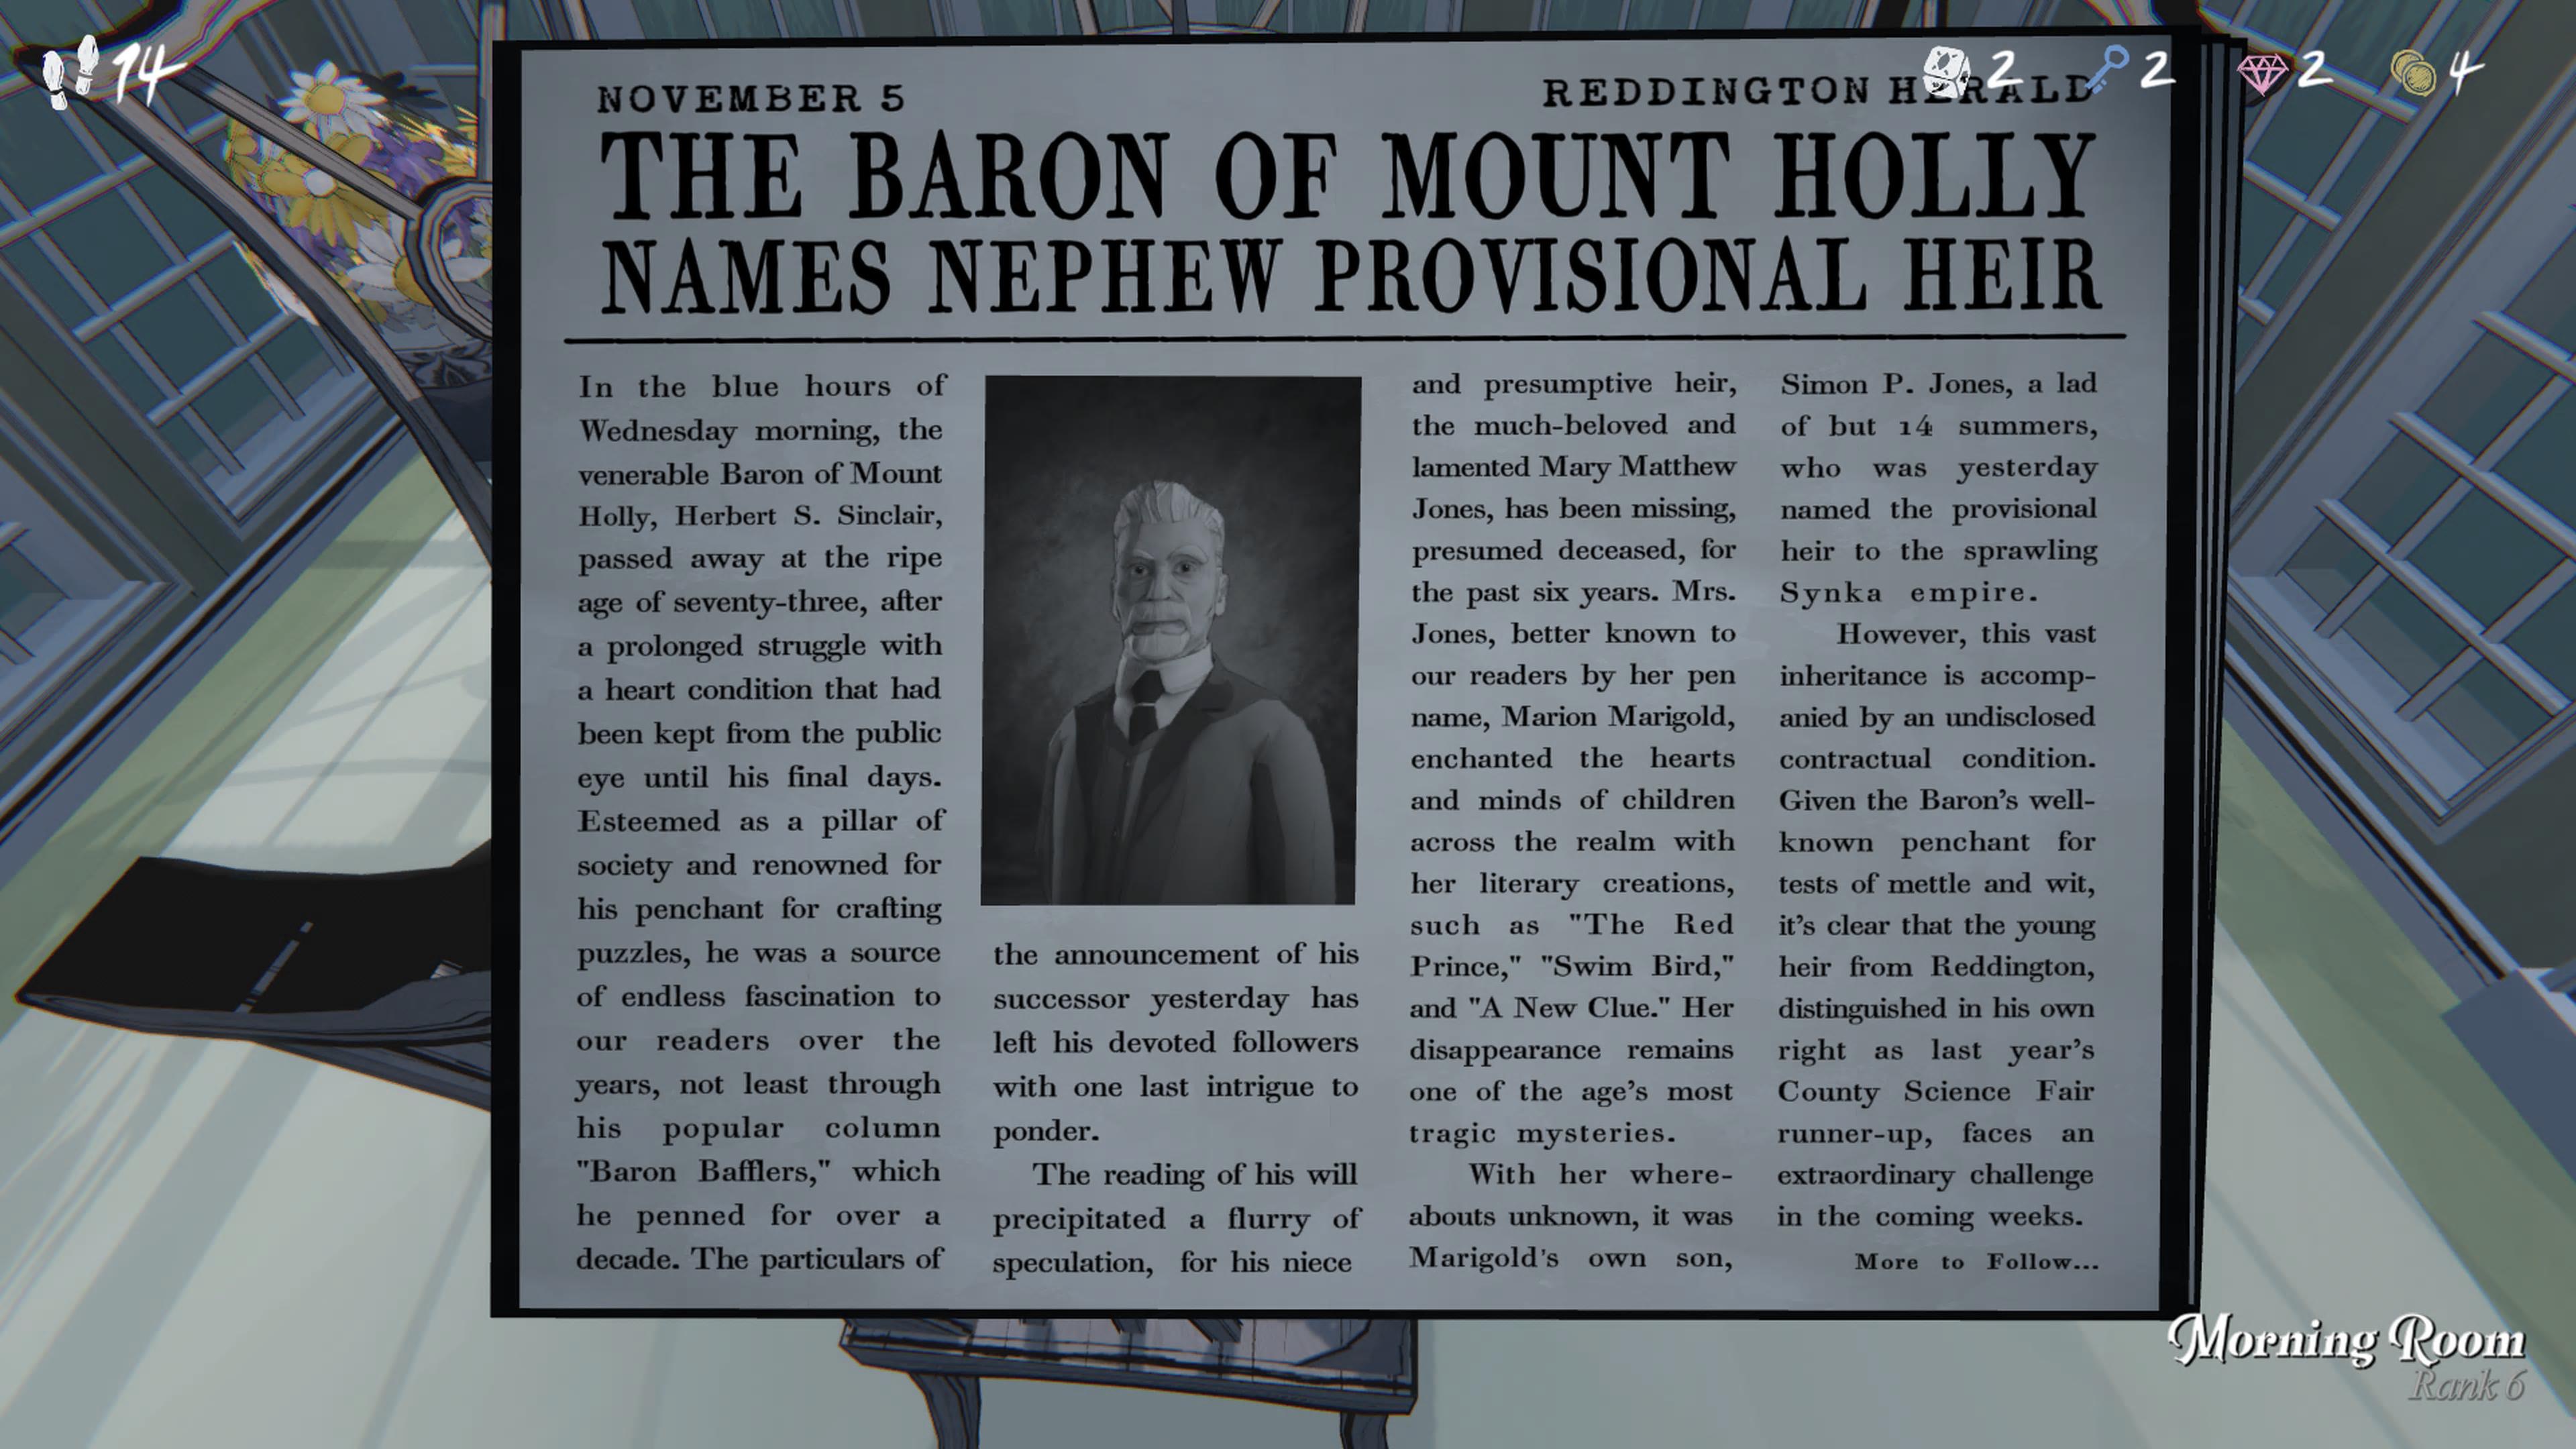 74
2
2
2
4
NOVEMBER 5
REDDINGTON HERALD
THE BARON OF MOUNT HOLLY
NAMES NEPHEW PROVISIONAL HEIR
In the blue hours of
Wednesday morning, the
venerable Baron of Mount
Holly, Herbert S. Sinclair,
passed away at the ripe
age of seventy-three, after
a prolonged struggle with
a heart condition that had
been kept from the public
eye until his final days.
Esteemed as a pillar of
society and renowned for
his penchant for crafting
puzzles, he was a source
of endless fascination to
our readers over the
years, not least through
his popular column
"Baron Bafflers," which
he penned for over a
decade. The particulars of
the announcement of his
successor yesterday has
left his devoted followers
with one last intrigue to
ponder.
The reading of his will
precipitated a flurry of
speculation, for his niece
and presumptive heir,
the much-beloved and
lamented Mary Matthew
Jones, has been missing,
presumed deceased, for
the past six years. Mrs.
Jones, better known to
our readers by her pen
name, Marion Marigold,
enchanted the hearts
and minds of children
across the realm with
her literary creations,
such as "The Red
Prince," "Swim Bird,"
and "A New Clue." Her
disappearance remains
one of the age's most
tragic mysteries.
With her where-
abouts unknown, it was
Marigold's own son,
Simon P. Jones, a lad
of but 14 summers,
who was yesterday
named the provisional
heir to the sprawling
Synka empire.
However, this vast
inheritance is accomp-
anied by an undisclosed
contractual condition.
Given the Baron's well-
known penchant for
tests of mettle and wit,
it's clear that the young
heir from Reddington,
distinguished in his own
right as last year's
County Science Fair
runner-up, faces an
extraordinary challenge
in the coming weeks.
More to Follow...
Morning Room
Rank 6